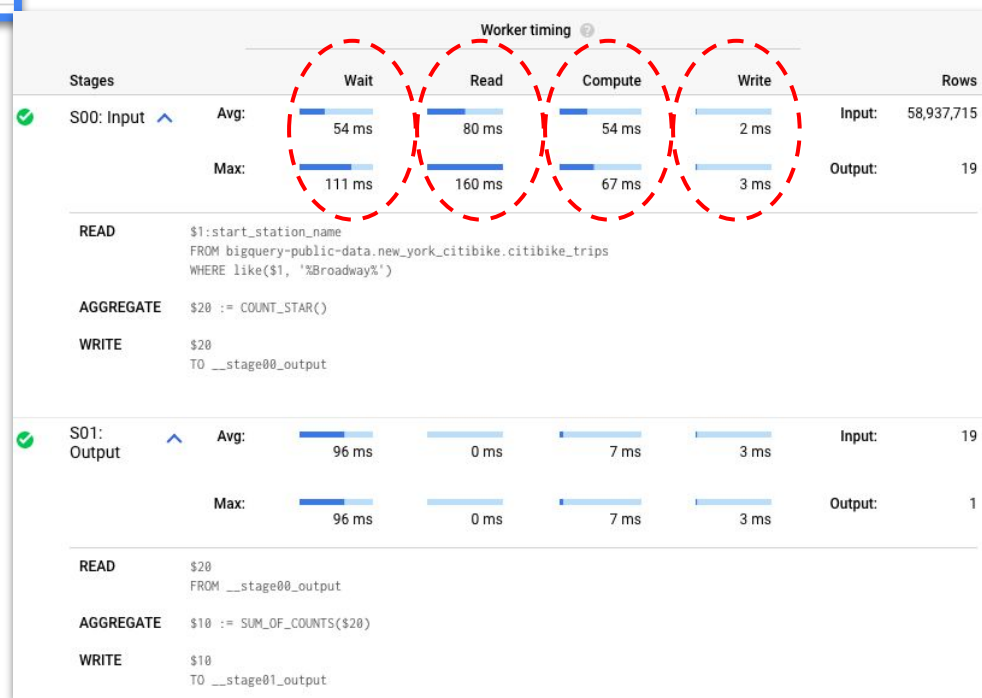 Worker timing ?
Stages Wait Read Compute Write Rows
S00: Input Avg: 54 ms 80 ms 54 ms 2 ms Input: 58,937,715
Max: 111 ms 160 ms 67 ms 3 ms Output: 19
READ $1:start_station_name
FROM bigquery-public-data.new_york_citibike.citibike_trips
WHERE like($1, '%Broadway%')
AGGREGATE $20 := COUNT_STAR()
WRITE $20
TO __stage00_output
S01: Output Avg: 96 ms 0 ms 7 ms 3 ms Input: 19
Max: 96 ms 0 ms 7 ms 3 ms Output: 1
READ $20
FROM __stage00_output
AGGREGATE $10 := SUM_OF_COUNTS($20)
WRITE $10
TO __stage01_output